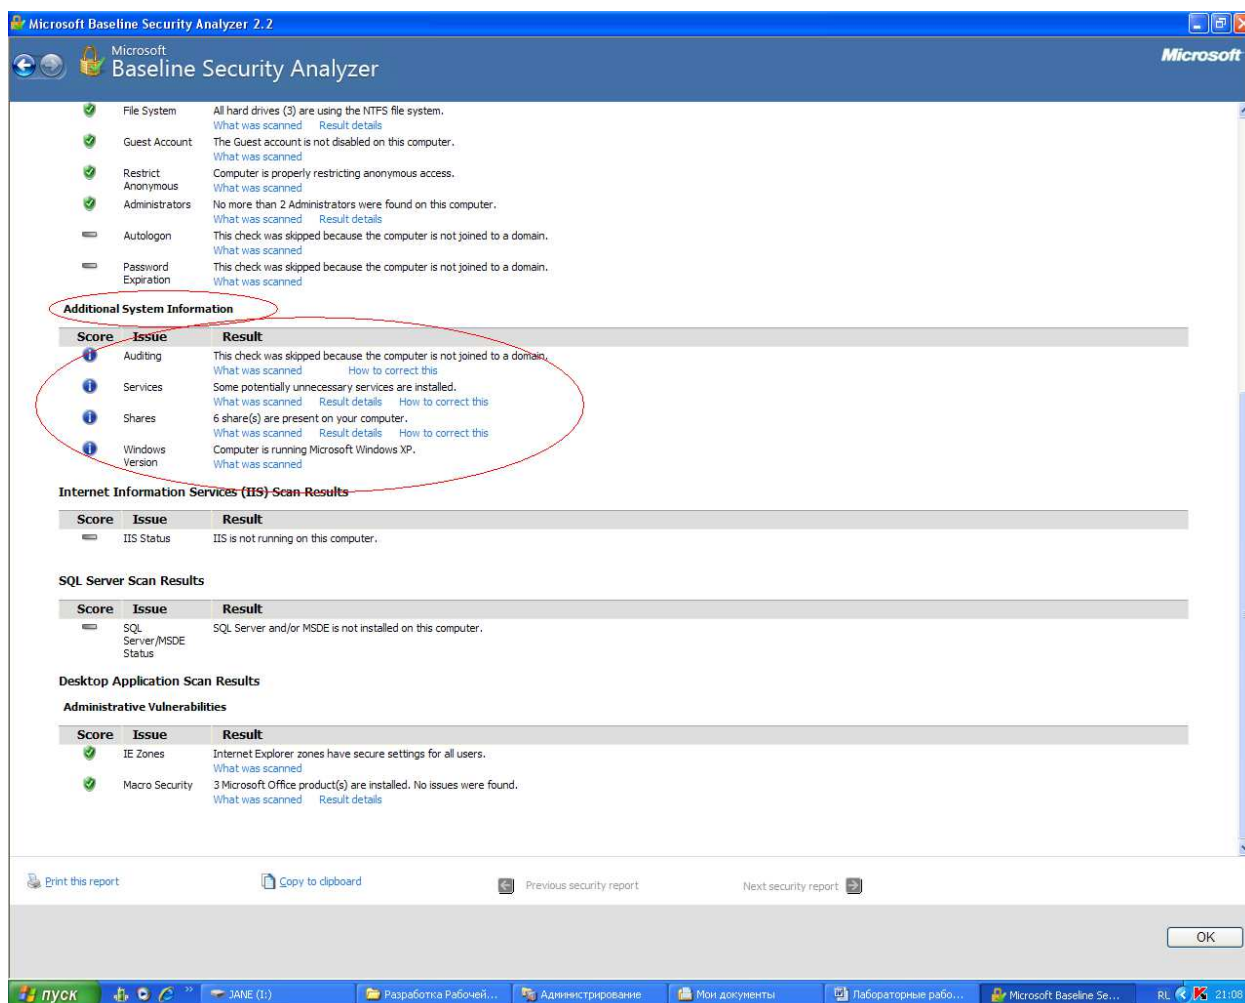 Microsoft Baseline Security Analyzer 2.2
Microsoft
Baseline Security Analyzer
Microsoft
File System All hard drives (3) are using the NTFS file system.
What was scanned Result details
Guest Account The Guest account is not disabled on this computer.
What was scanned
Restrict Anonymous Computer is properly restricting anonymous access.
What was scanned
Administrators No more than 2 Administrators were found on this computer.
What was scanned Result details
Autologon This check was skipped because the computer is not joined to a domain.
What was scanned
Password Expiration This check was skipped because the computer is not joined to a domain.
What was scanned
Additional System Information
Score Issue Result
Auditing This check was skipped because the computer is not joined to a domain.
What was scanned How to correct this
Services Some potentially unnecessary services are installed.
What was scanned Result details How to correct this
Shares 6 share(s) are present on your computer.
What was scanned Result details How to correct this
Windows Version Computer is running Microsoft Windows XP.
What was scanned
Internet Information Services (IIS) Scan Results
Score Issue Result
IIS Status IIS is not running on this computer.
SQL Server Scan Results
Score Issue Result
SQL Server/MSDE Status SQL Server and/or MSDE is not installed on this computer.
Desktop Application Scan Results
Administrative Vulnerabilities
Score Issue Result
IE Zones Internet Explorer zones have secure settings for all users.
What was scanned
Macro Security 3 Microsoft Office product(s) are installed. No issues were found.
What was scanned Result details
Print this report Copy to clipboard Previous security report Next security report
OK
пуск JANE (I:) Разработка Рабочей... Администрирование Мои документы Лабораторные рабо... Microsoft Baseline Se... RL 21:08